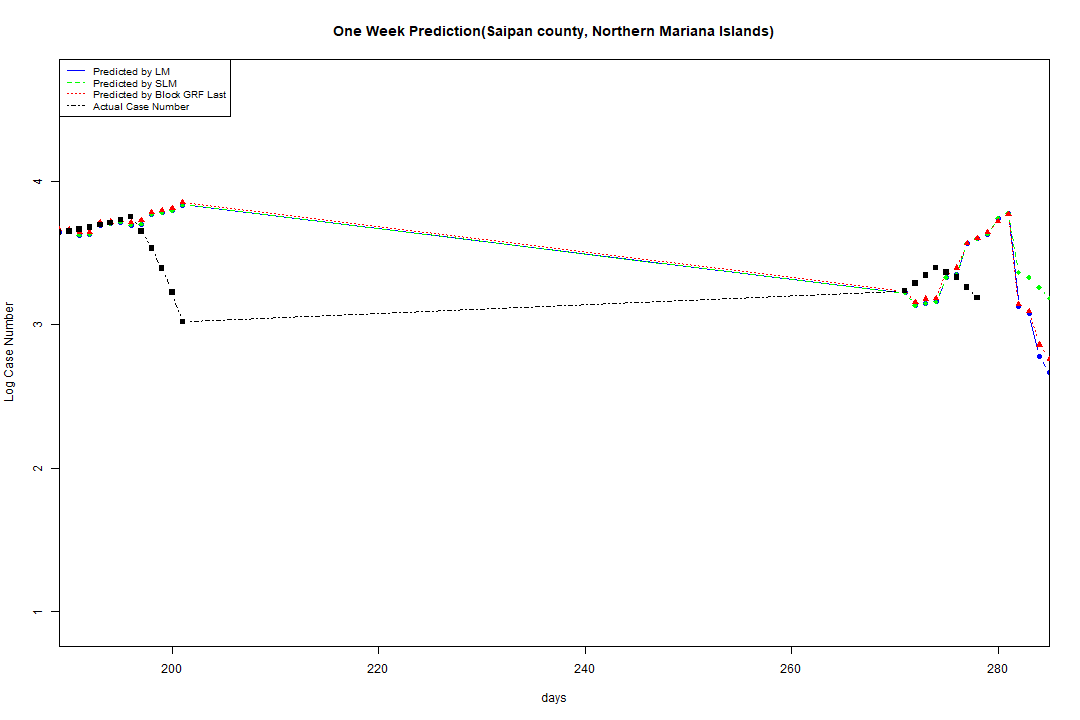 One Week Prediction(Saipan county, Northern Mariana Islands)
Predicted by LM
Predicted by SLM
Predicted by Block GRF Last
Actual Case Number
4
3
2
1
Log Case Number
200 220 240 260 280
days